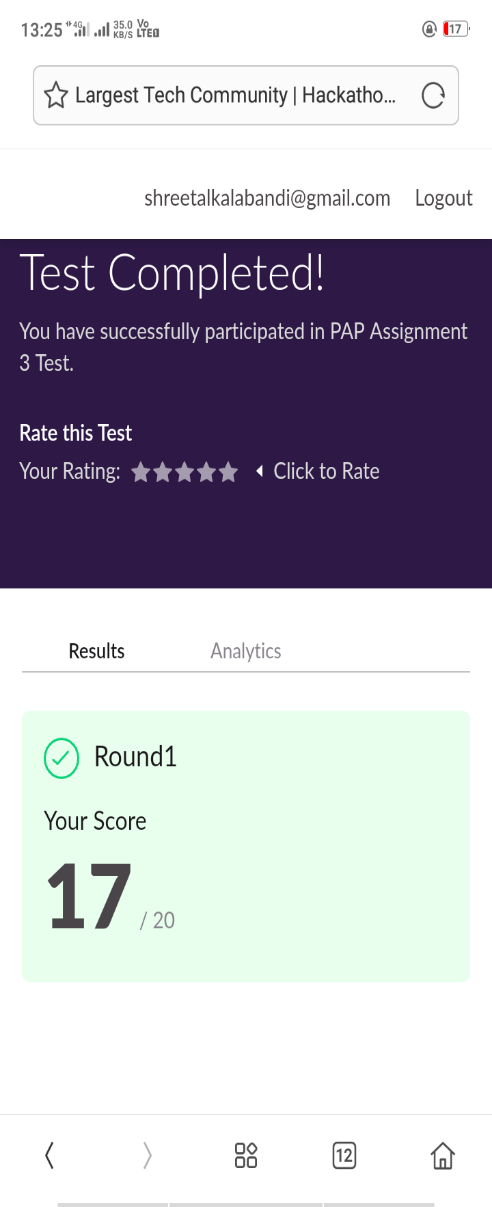 13:25 4G 35.0 KB/S Vo LTE 17
Largest Tech Community | Hackatho...
shreetalkalabandi@gmail.com Logout
Test Completed!
You have successfully participated in PAP Assignment
3 Test.
Rate this Test
Your Rating: Click to Rate
Results Analytics
Round1
Your Score
17 / 20
12